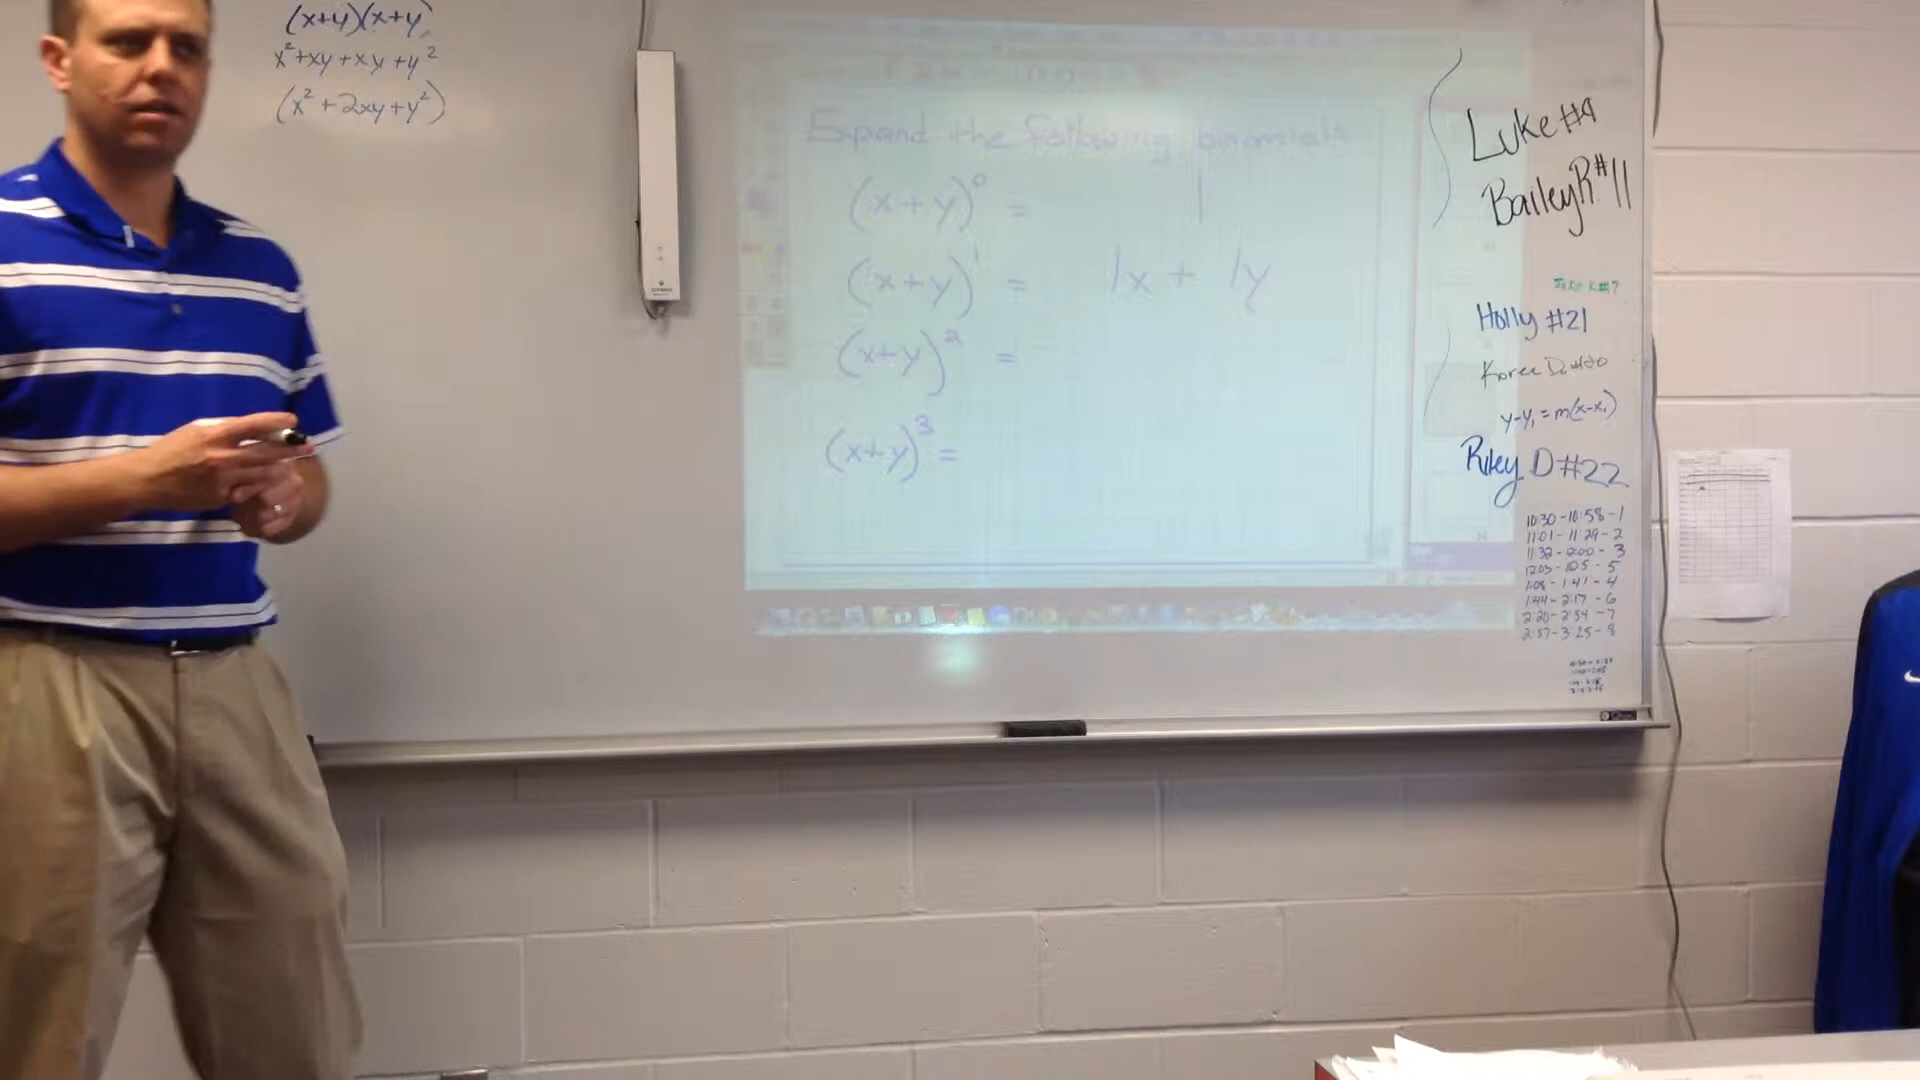 (x+y)(x+y)
x²+xy+xy+y²
(x²+2xy+y²)
Expand the following binomials
(x+y)⁰ = 1
(x+y)¹ = 1x + 1y
(x+y)² =
(x+y)³ =
Luke #9
Bailey R. #11
Holly #21
y-y₁=m(x-x₁)
Riley D #22
10:30-10:58-1
11:01-11:29-2
11:32-12:00-3
12:03-1:05-5
1:08-1:41-4
1:44-2:17-6
2:20-2:54-7
2:57-3:25-8